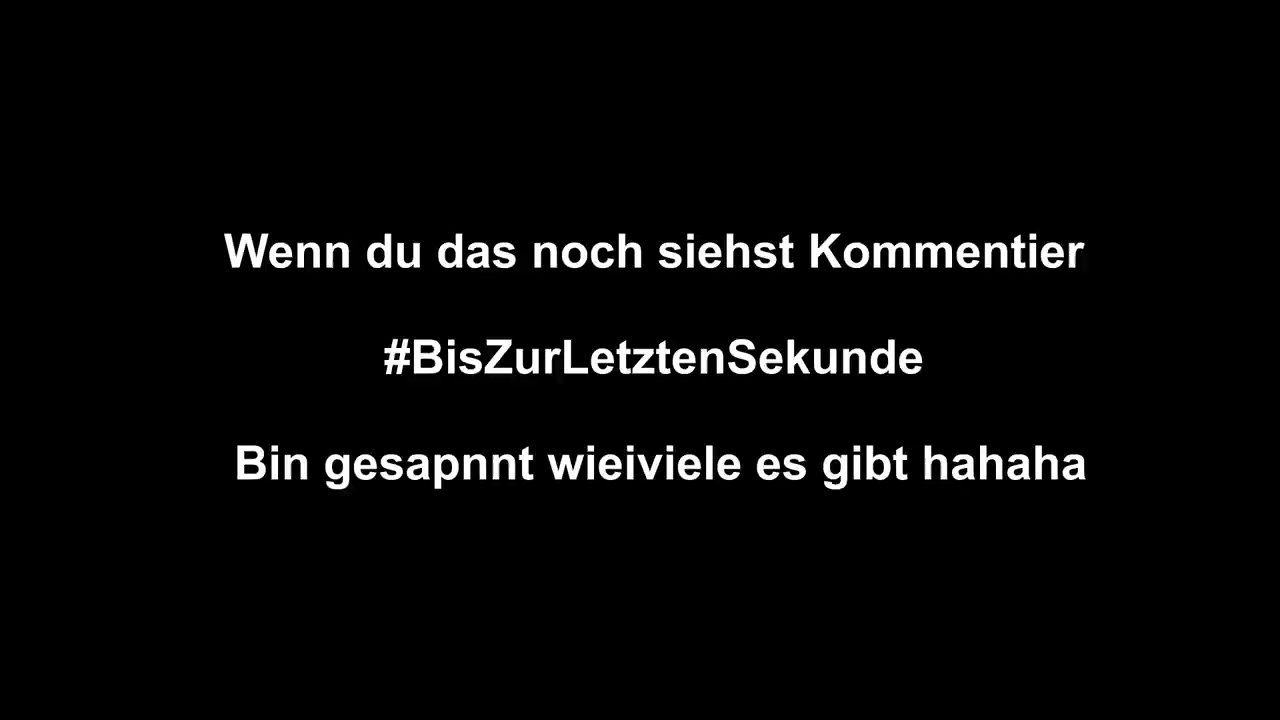 Wenn du das noch siehst Kommentier
#BisZurLetztenSekunde
Bin gesapnnt wieiviele es gibt hahaha